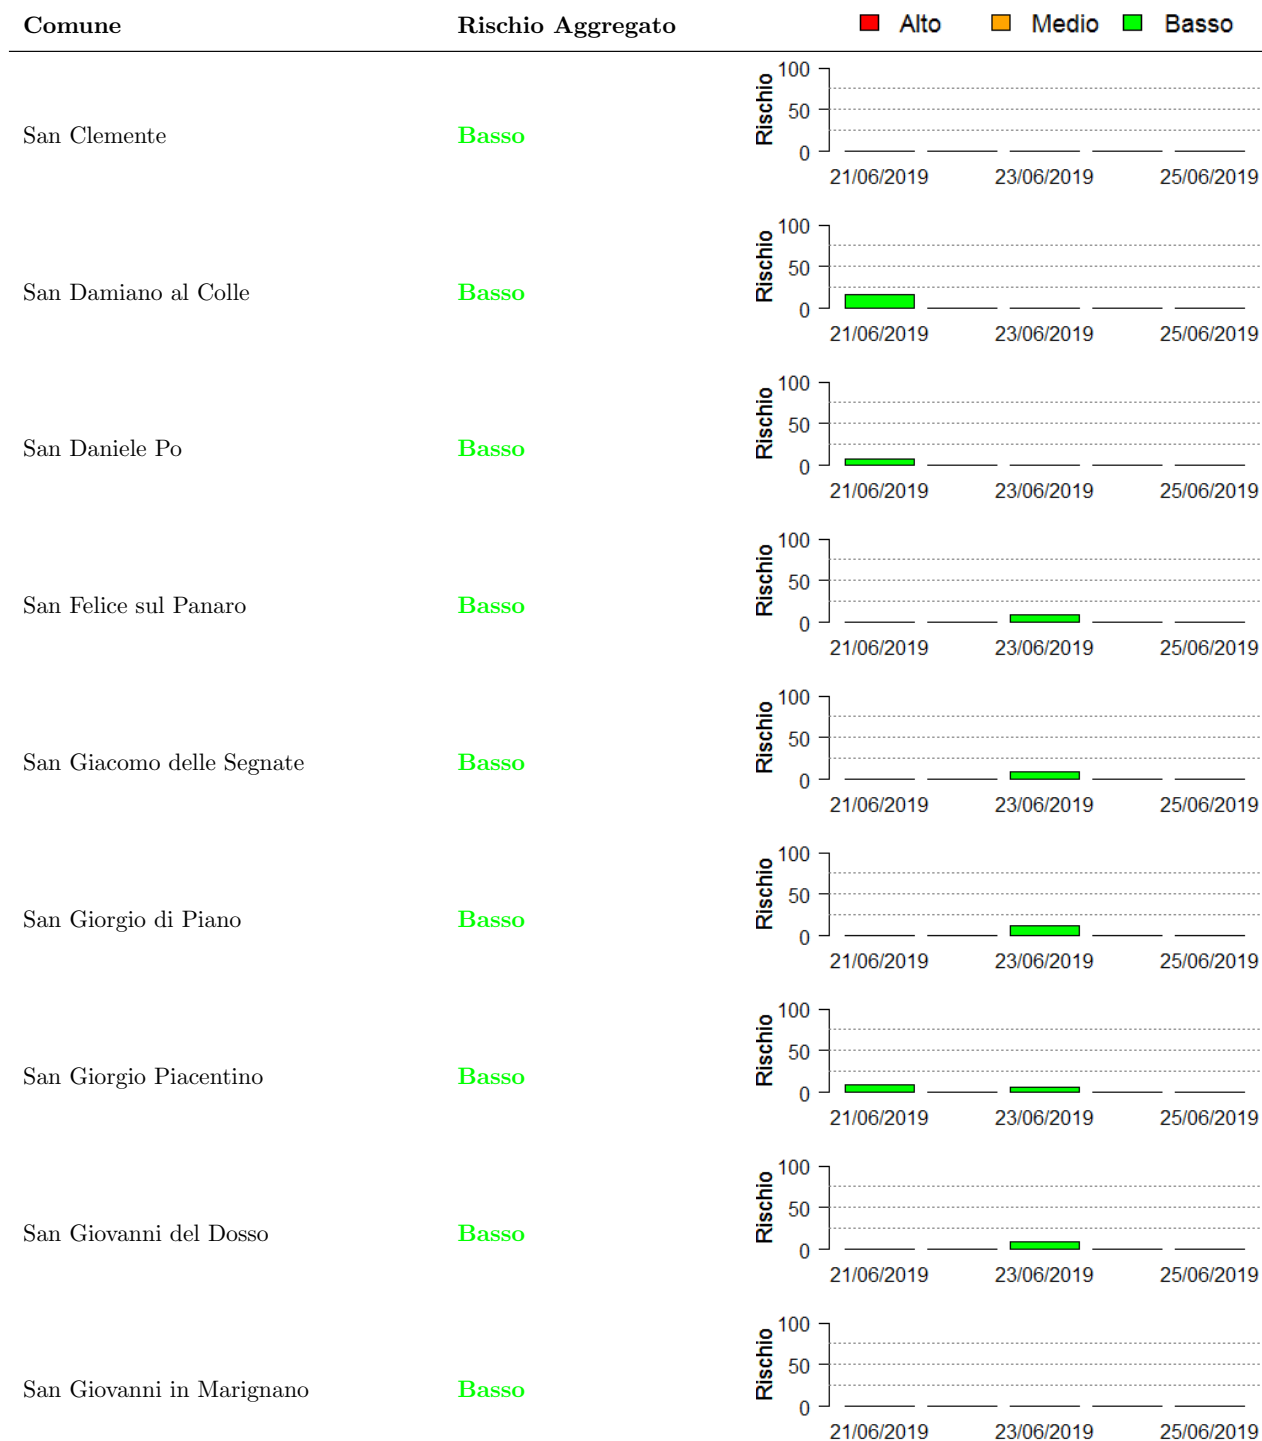 Comune Rischio Aggregato Alto Medio Basso
San Clemente Basso Rischio 100 50 0
21/06/2019 23/06/2019 25/06/2019
San Damiano al Colle Basso Rischio 100 50 0
21/06/2019 23/06/2019 25/06/2019
San Daniele Po Basso Rischio 100 50 0
21/06/2019 23/06/2019 25/06/2019
San Felice sul Panaro Basso Rischio 100 50 0
21/06/2019 23/06/2019 25/06/2019
San Giacomo delle Segnate Basso Rischio 100 50 0
21/06/2019 23/06/2019 25/06/2019
San Giorgio di Piano Basso Rischio 100 50 0
21/06/2019 23/06/2019 25/06/2019
San Giorgio Piacentino Basso Rischio 100 50 0
21/06/2019 23/06/2019 25/06/2019
San Giovanni del Dosso Basso Rischio 100 50 0
21/06/2019 23/06/2019 25/06/2019
San Giovanni in Marignano Basso Rischio 100 50 0
21/06/2019 23/06/2019 25/06/2019